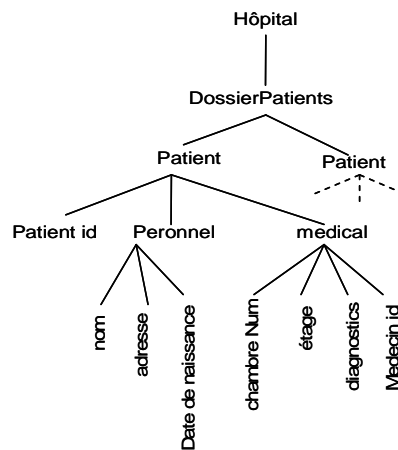 Hôpital
DossierPatients
Patient
Patient
Patient id
Peronnel
medical
nom
adresse
Date de naissance
chambre Num
étage
diagnostics
Medecin id